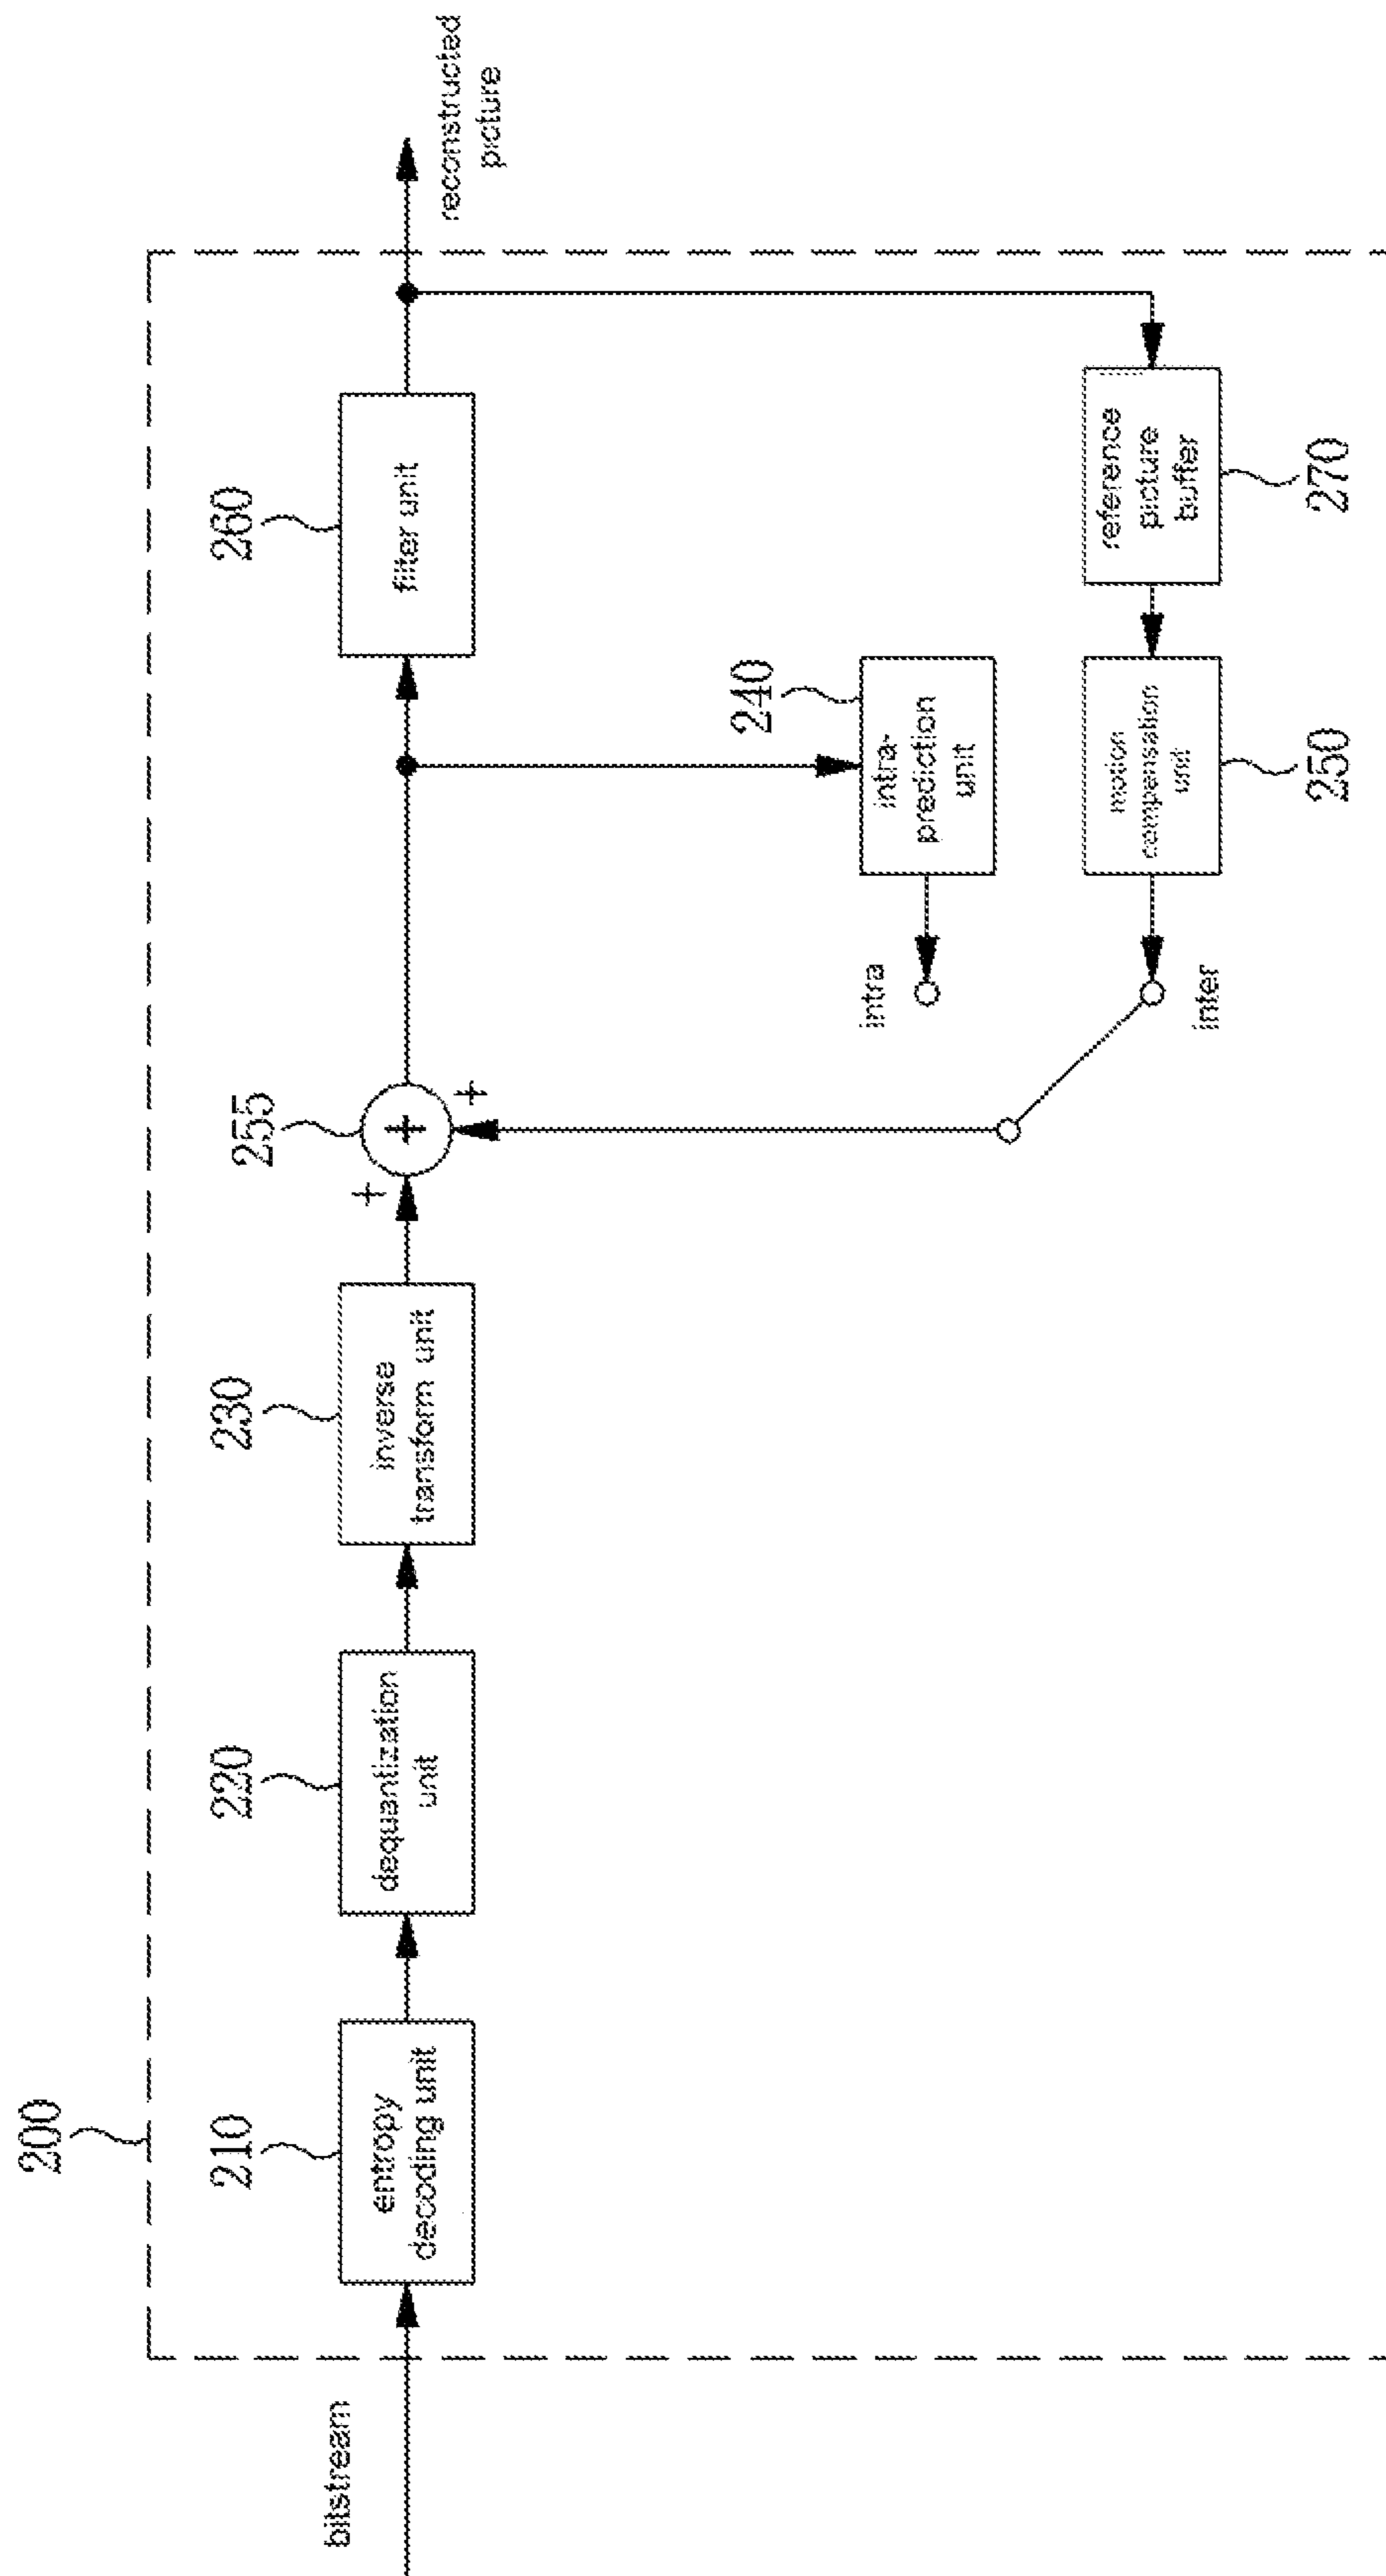 200
bitstream
210
entropy
decoding unit
220
dequantization
unit
230
inverse
transform unit
255
+
+
+
260
filter unit
reconstructed
picture
240
intra-
prediction
unit
intra
inter
motion
compensation
unit
250
reference
picture
buffer
270